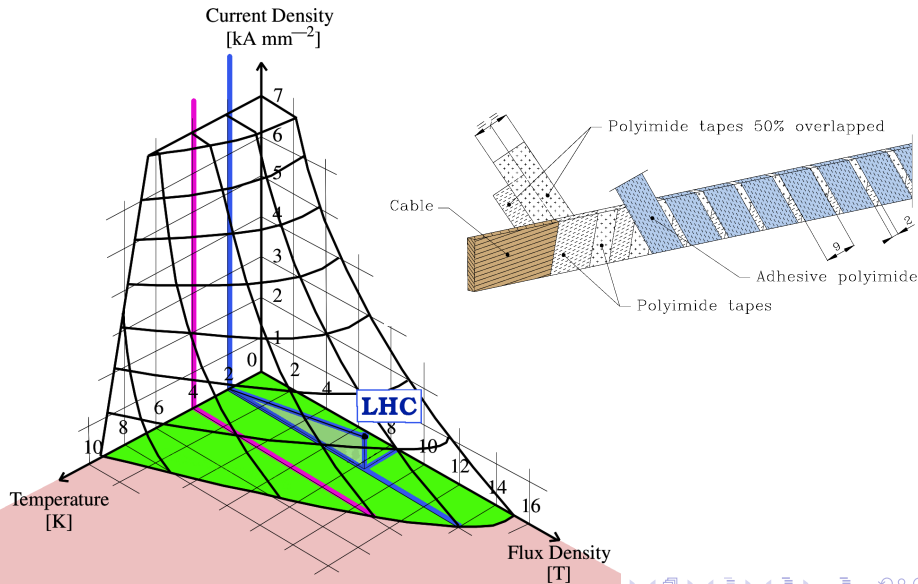 Current Density
[kA mm—2]
7
6
5
4
3
2
1
0
2
4
6
8
10
2
4
LHC
8
10
12
14
16
Temperature
[K]
Flux Density
[T]
Polyimide tapes 50% overlapped
Cable
9
2
Adhesive polyimide
Polyimide tapes